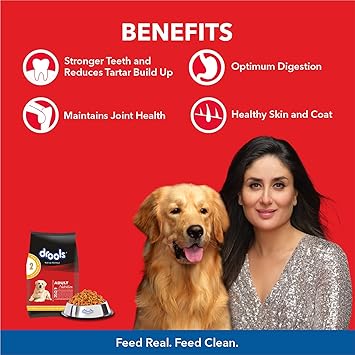 BENEFITS
Stronger Teeth and
Reduces Tartar Build Up
Optimum Digestion
Maintains Joint Health
Healthy Skin and Coat
drools
2
ADULT
Feed Real. Feed Clean.